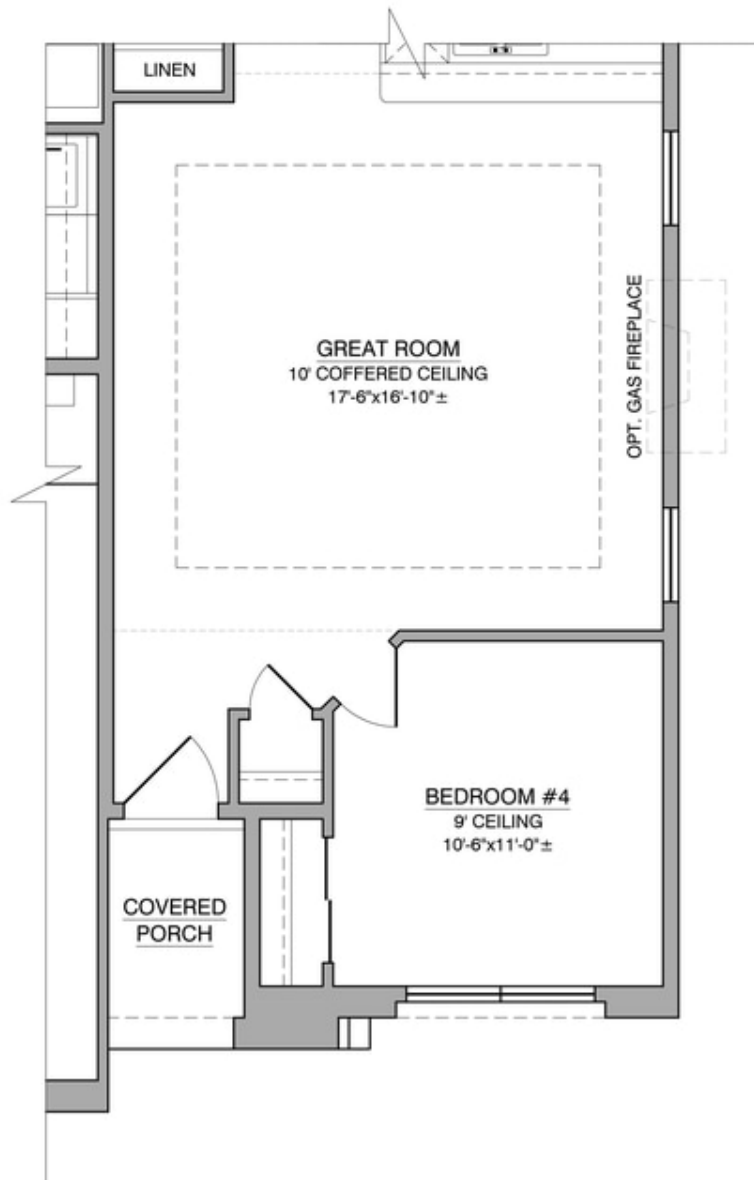 LINEN
GREAT ROOM
10' COFFERED CEILING
17'-6"x16'-10"±
OPT. GAS FIREPLACE
BEDROOM #4
9' CEILING
10'-6"x11'-0"±
COVERED
PORCH